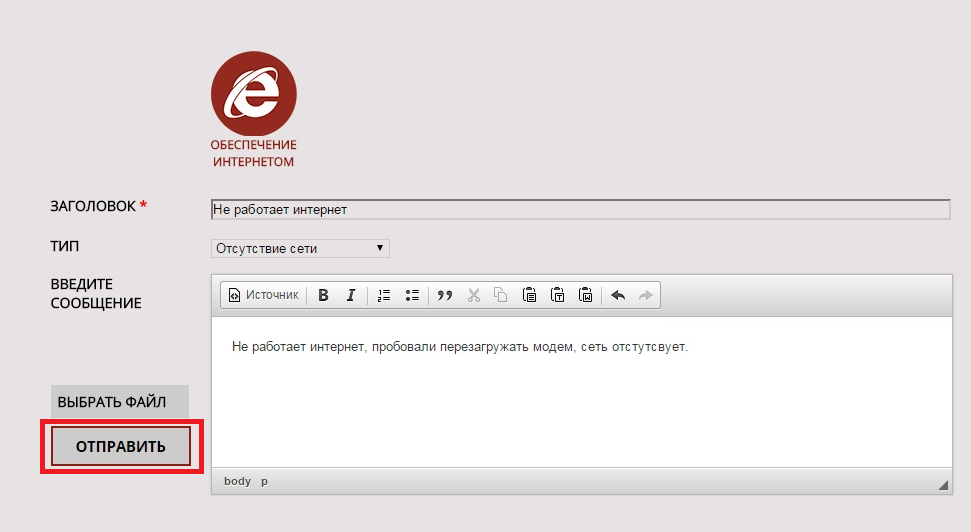 ОБЕСПЕЧЕНИЕ
ИНТЕРНЕТОМ
ЗАГОЛОВОК *
Не работает интернет
ТИП
Отсутствие сети
ВВЕДИТЕ
СООБЩЕНИЕ
Источник B I
Не работает интернет, пробовали перезагружать модем, сеть отстутсвует.
ВЫБРАТЬ ФАЙЛ
ОТПРАВИТЬ
body p